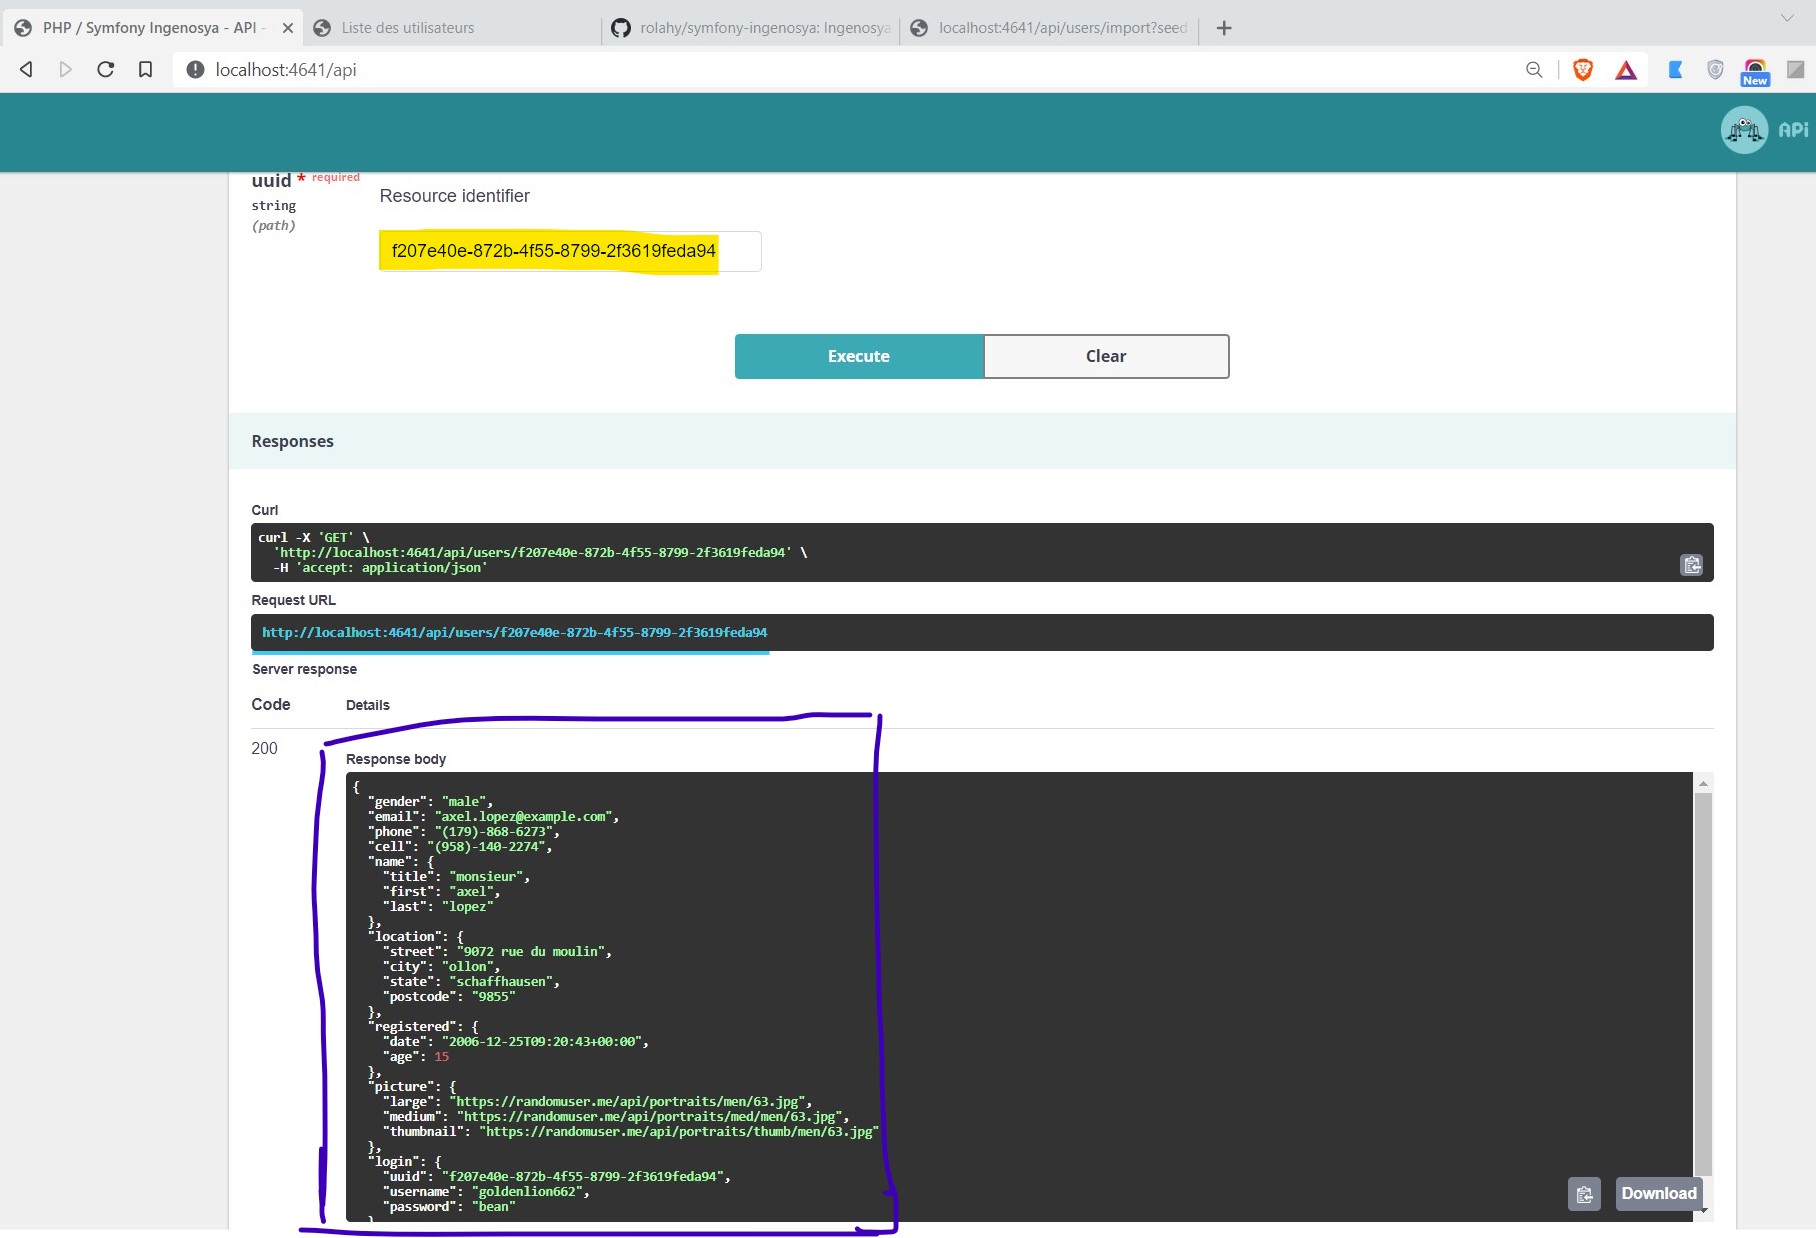 PHP / Symfony Ingenosya - API -
Liste des utilisateurs
rolahy/symfony-ingenosya: Ingenosya
localhost:4641/api/users/import?seed
localhost:4641/api
New
APi
uuid * required
string
(path)
Resource identifier
f207e40e-872b-4f55-8799-2f3619feda94
Execute
Clear
Responses
Curl
curl -X 'GET' \
'http://localhost:4641/api/users/f207e40e-872b-4f55-8799-2f3619feda94' \
-H 'accept: application/json'
Request URL
http://localhost:4641/api/users/f207e40e-872b-4f55-8799-2f3619feda94
Server response
Code
Details
200
Response body
{
"gender": "male",
"email": "axel.lopez@example.com",
"phone": "(179)-868-6273",
"cell": "(958)-140-2274",
"name": {
"title": "monsieur",
"first": "axel",
"last": "lopez"
},
"location": {
"street": "9072 rue du moulin",
"city": "ollon",
"state": "schaffhausen",
"postcode": "9855"
},
"registered": {
"date": "2006-12-25T09:20:43+00:00",
"age": 15
},
"picture": {
"large": "https://randomuser.me/api/portraits/men/63.jpg",
"medium": "https://randomuser.me/api/portraits/med/men/63.jpg",
"thumbnail": "https://randomuser.me/api/portraits/thumb/men/63.jpg"
},
"login": {
"uuid": "f207e40e-872b-4f55-8799-2f3619feda94",
"username": "goldenlion662",
"password": "bean"
}
Download